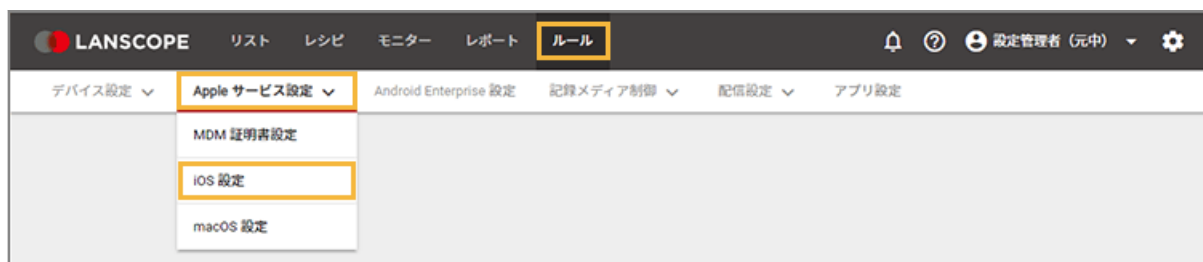 LANSCOPE リスト レシピ モニター レポート ルール 設定管理者 (元中)
デバイス設定 Apple サービス設定 Android Enterprise 設定 記録メディア制御 配信設定 アプリ設定
MDM 証明書設定
iOS 設定
macOS 設定